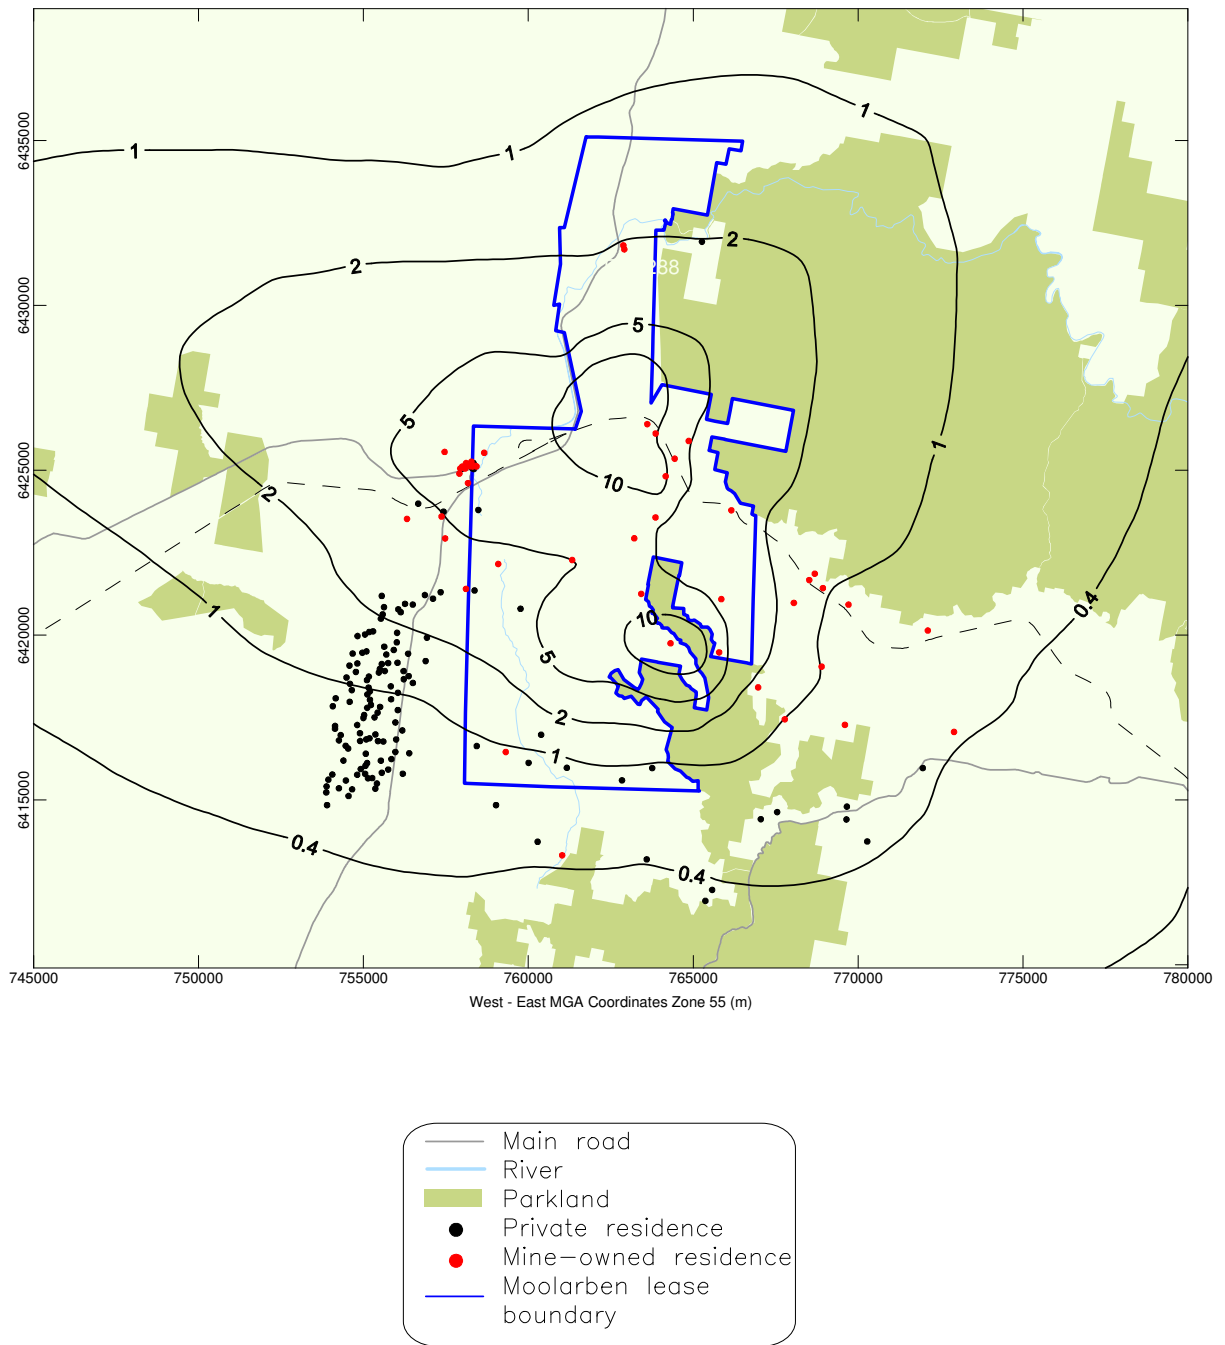 1
1
1
6435000
2
2
288
6430000
5
5
1
6425000
10
2
0.4
1
10
6420000
5
2
1
6415000
0.4
0.4
745000 750000 755000 760000 765000 770000 775000 780000
West - East MGA Coordinates Zone 55 (m)
Main road
River
Parkland
Private residence
Mine-owned residence
Moolarben lease
boundary